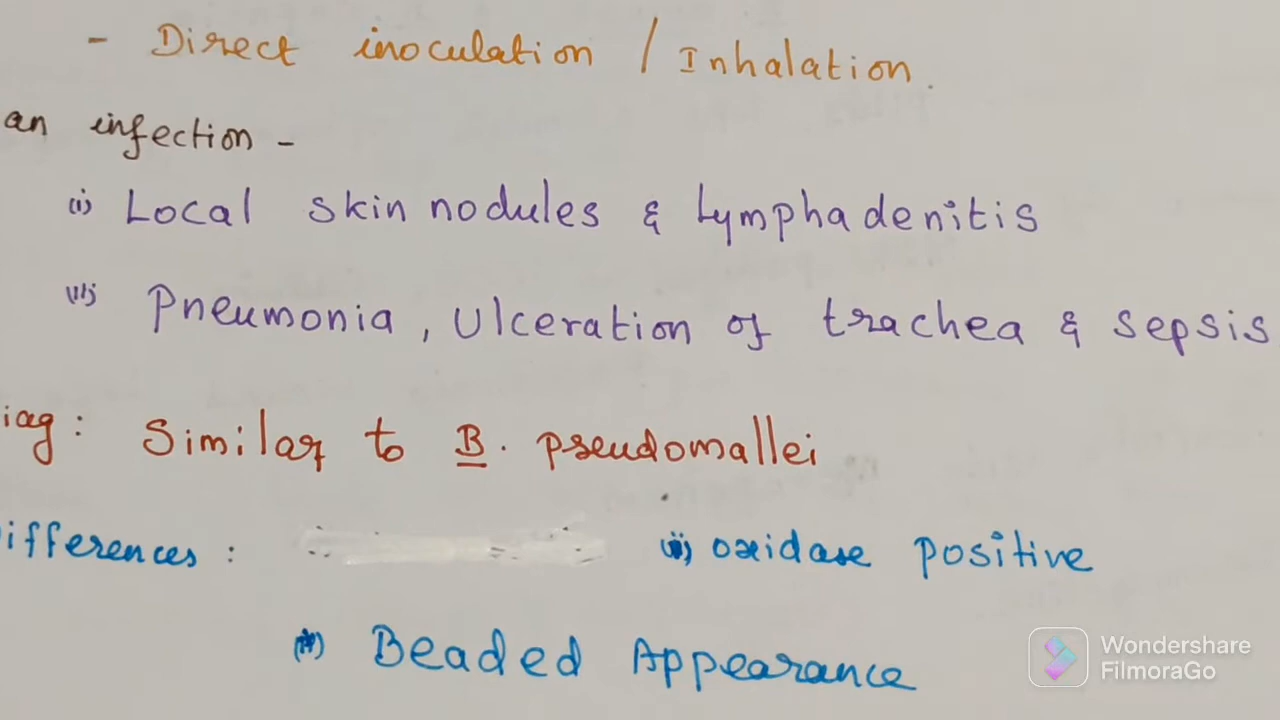 - Direct inoculation / Inhalation.
an infection -
(i) Local skin nodules & Lymphadenitis
(ii) Pneumonia, Ulceration of trachea & sepsis
iag: Similar to B. pseudomallei
ifferences: (ii) oxidase positive
Beaded Appearance
Wondershare
FilmoraGo